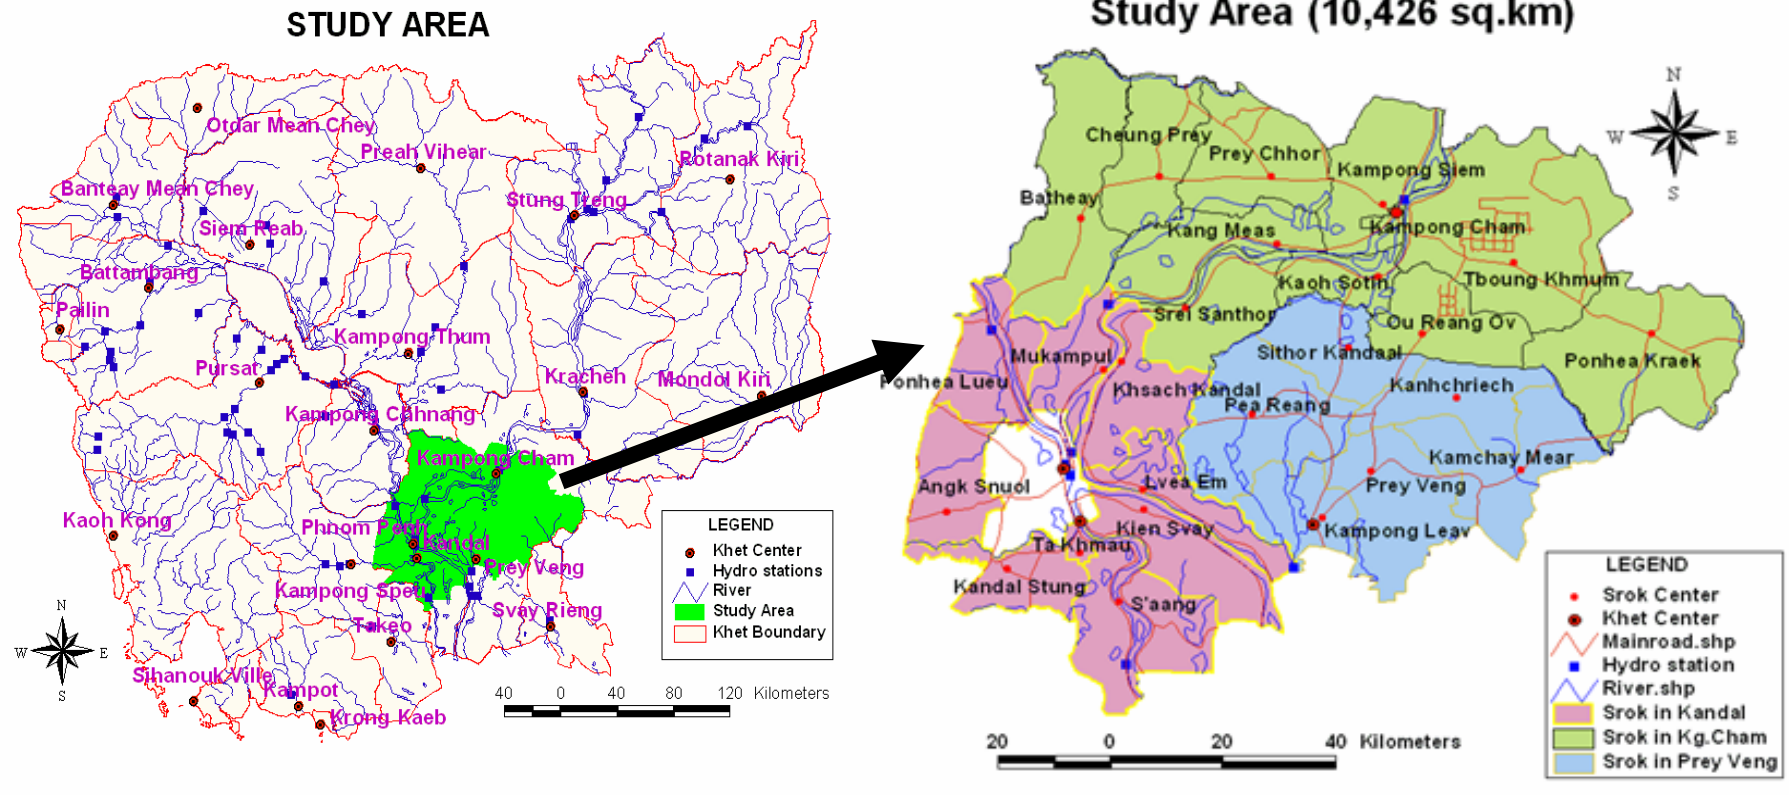 STUDY AREA
Otdar Mean Chey
Preah Vihear
Rotanak Kiri
Banteay Mean Chey
Stung Treng
Siem Reab
Battambang
Pailin
Kampong Thum
Pursat
Kracheh
Mondol Kiri
Kampong Chhnang
Kampong Cham
Kaoh Kong
Phnom Penh
Kandal
Prey Veng
Kampong Speu
Svay Rieng
Takeo
Sihanouk Ville
Kampot
Krong Kaeb
N
W
E
S
LEGEND
Khet Center
Hydro stations
River
Study Area
Khet Boundary
40 0 40 80 120 Kilometers
Study Area (10,426 sq.km)
N
W
E
S
Cheung Prey
Prey Chhor
Kampong Siem
Batheay
Kang Meas
Kampong Cham
Kaoh Sotin
Tboung Khmum
Srei Santhor
Ou Reang Ov
Mukampul
Sithor Kandaal
Ponhea Kraek
Ponhea Lueu
Khsach Kandal
Kanhchriech
Pea Reang
Kamchay Mear
Angk Snuol
Lvea Em
Prey Veng
Kien Svay
Kampong Leav
Ta Khmau
Kandal Stung
S'aang
LEGEND
Srok Center
Khet Center
Mainroad.shp
Hydro station
River.shp
Srok in Kandal
Srok in Kg.Cham
Srok in Prey Veng
20 0 20 40 Kilometers